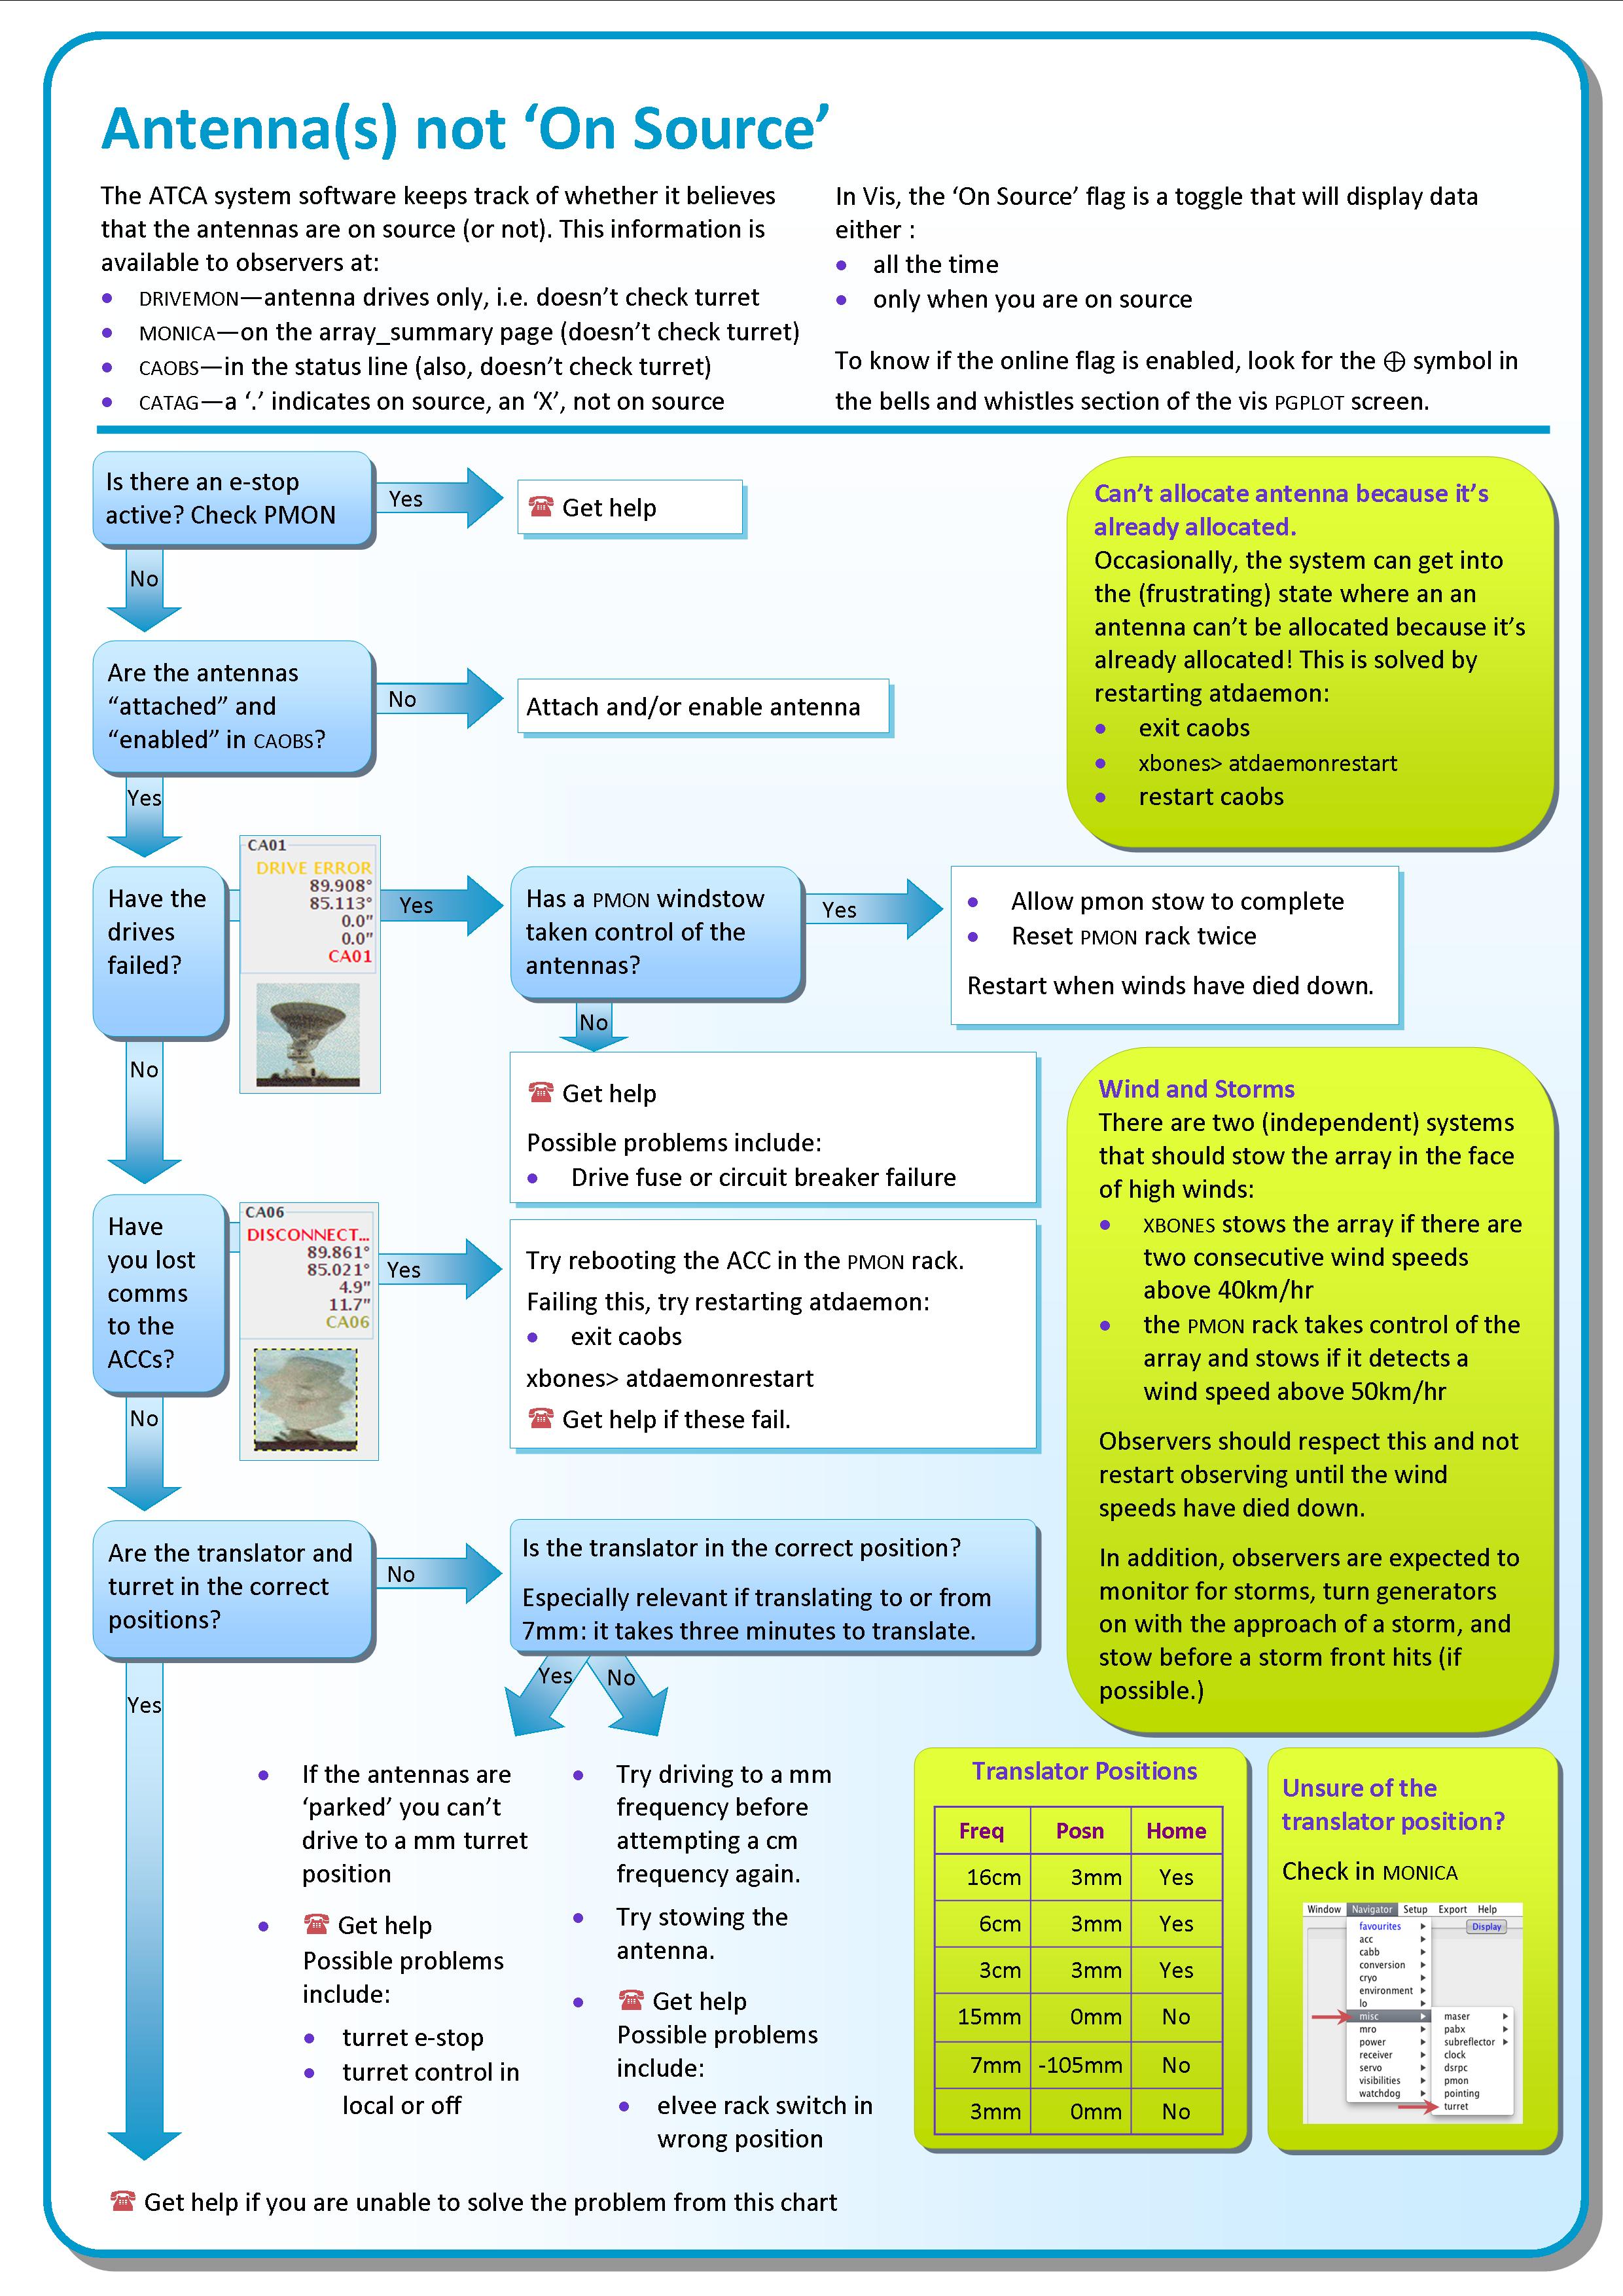 Antenna(s) not ‘On Source’
The ATCA system software keeps track of whether it believes
that the antennas are on source (or not). This information is
available to observers at:
• DRIVEMON—antenna drives only, i.e. doesn’t check turret
• MONICA—on the array_summary page (doesn’t check turret)
• CAOBS—in the status line (also, doesn’t check turret)
• CATAG—a ‘.’ indicates on source, an ‘X’, not on source
In Vis, the ‘On Source’ flag is a toggle that will display data
either :
• all the time
• only when you are on source
To know if the online flag is enabled, look for the ⊕ symbol in
the bells and whistles section of the vis PGPLOT screen.
Is there an e-stop
active? Check PMON
Yes
☎ Get help
No
Are the antennas
“attached” and
“enabled” in CAOBS?
No
Attach and/or enable antenna
Yes
Can’t allocate antenna because it’s
already allocated.
Occasionally, the system can get into
the (frustrating) state where an an
antenna can’t be allocated because it’s
already allocated! This is solved by
restarting atdaemon:
• exit caobs
• xbones> atdaemonrestart
• restart caobs
Have the
drives
failed?
CA01
DRIVE ERROR
89.908°
85.113°
0.0"
0.0"
CA01
Yes
Has a PMON windstow
taken control of the
antennas?
Yes
• Allow pmon stow to complete
• Reset PMON rack twice
Restart when winds have died down.
No
No
☎ Get help
Possible problems include:
• Drive fuse or circuit breaker failure
Have
you lost
comms
to the
ACCs?
CA06
DISCONNECT...
89.861°
85.021°
4.9"
11.7"
CA06
Yes
Try rebooting the ACC in the PMON rack.
Failing this, try restarting atdaemon:
• exit caobs
xbones> atdaemonrestart
☎ Get help if these fail.
No
Wind and Storms
There are two (independent) systems
that should stow the array in the face
of high winds:
• XBONES stows the array if there are
two consecutive wind speeds
above 40km/hr
• the PMON rack takes control of the
array and stows if it detects a
wind speed above 50km/hr
Observers should respect this and not
restart observing until the wind
speeds have died down.
In addition, observers are expected to
monitor for storms, turn generators
on with the approach of a storm, and
stow before a storm front hits (if
possible.)
Are the translator and
turret in the correct
positions?
No
Is the translator in the correct position?
Especially relevant if translating to or from
7mm: it takes three minutes to translate.
Yes
Yes
No
• If the antennas are
‘parked’ you can’t
drive to a mm turret
position
• ☎ Get help
Possible problems
include:
• turret e-stop
• turret control in
local or off
• Try driving to a mm
frequency before
attempting a cm
frequency again.
• Try stowing the
antenna.
• ☎ Get help
Possible problems
include:
• elvee rack switch in
wrong position
Translator Positions
Freq Posn Home
16cm 3mm Yes
6cm 3mm Yes
3cm 3mm Yes
15mm 0mm No
7mm -105mm No
3mm 0mm No
Unsure of the
translator position?
Check in MONICA
Window Navigator Setup Export Help
favourites
Display
acc
cabb
conversion
cryo
environment
lo
misc
mro
power
receiver
servo
visibilities
watchdog
maser
pabx
subreflector
clock
dsrpc
pmon
pointing
turret
☎ Get help if you are unable to solve the problem from this chart